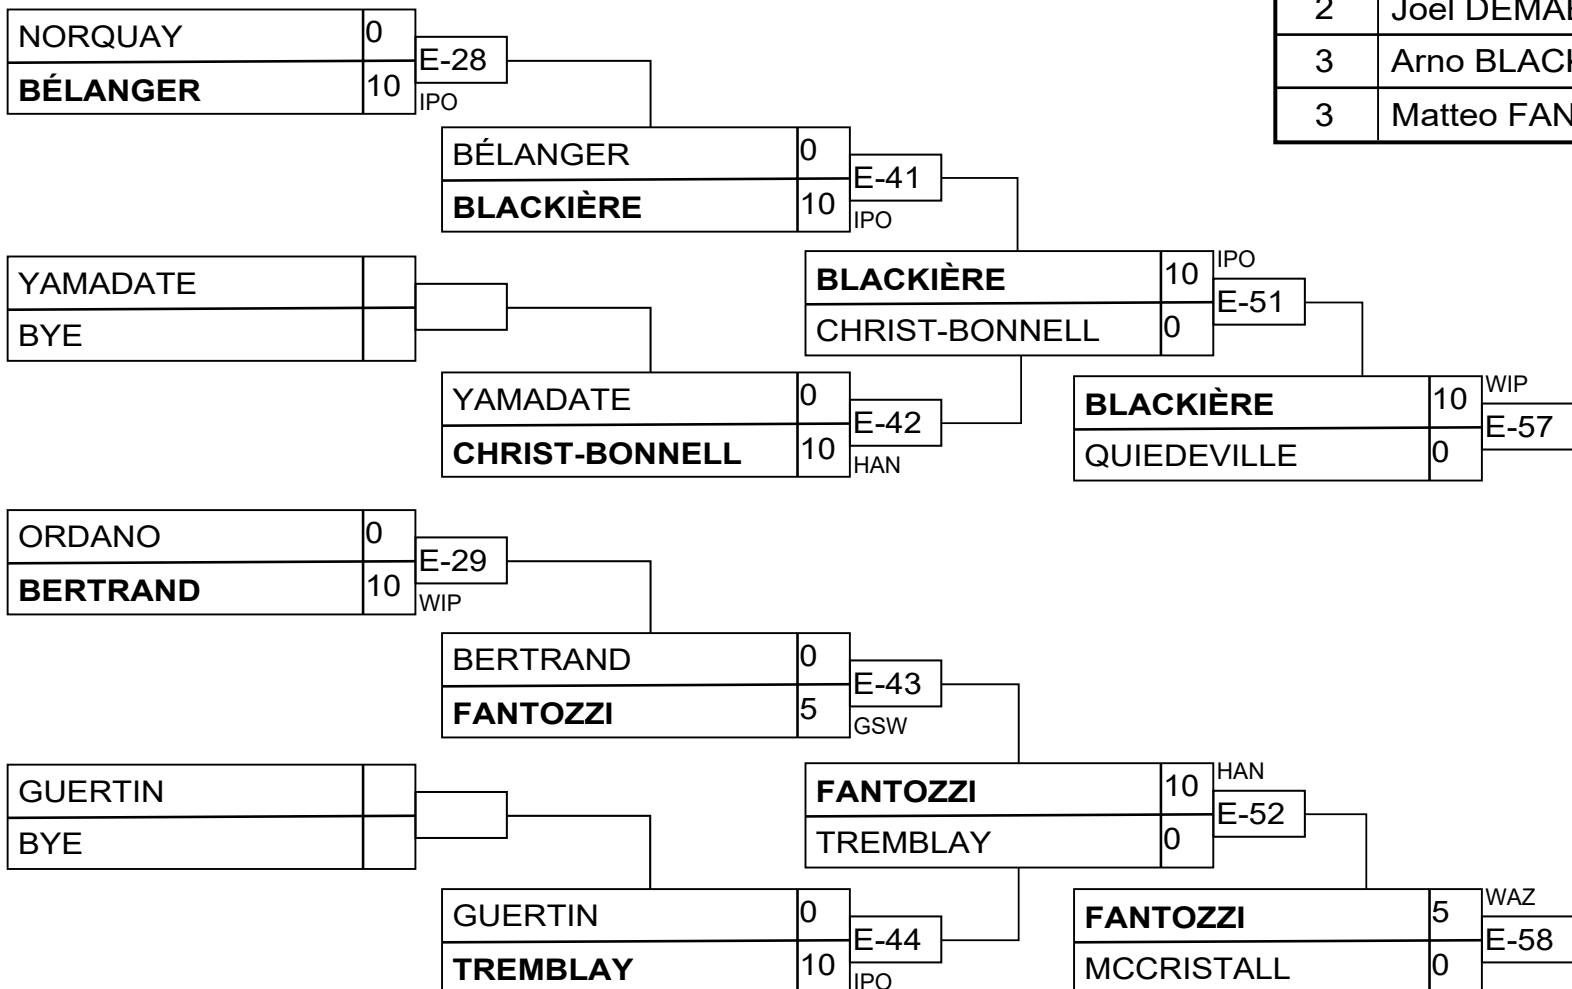 2 Joel
3 Arno
3 Matteo
NORQUAY 0
E-28
BÉLANGER 10
IPO
BÉLANGER 0
E-41
BLACKIÈRE 10
IPO
YAMADATE
BYE
BLACKIÈRE 10 IPO
E-51
CHRIST-BONNELL 0
YAMADATE 0
E-42
CHRIST-BONNELL 10
HAN
BLACKIÈRE 10 WIP
E-57
QUIEDEVILLE 0
ORDANO 0
E-29
BERTRAND 10
WIP
BERTRAND 0
E-43
FANTOZZI 5
GSW
GUERTIN
BYE
FANTOZZI 10 HAN
E-52
TREMBLAY 0
GUERTIN 0
E-44
TREMBLAY 10
IPO
FANTOZZI 5 WAZ
E-58
MCCRISTALL 0